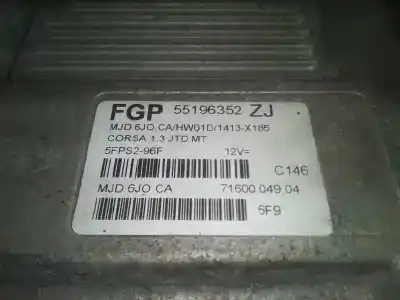 FGP 55196352 ZJ
MJD 6JO.CA/HW01D/1413-X185
CORSA 1.3 JTD MT
5FPS2-96F 12V=
C146
MJD 6JO CA 71600.049.04
5F9